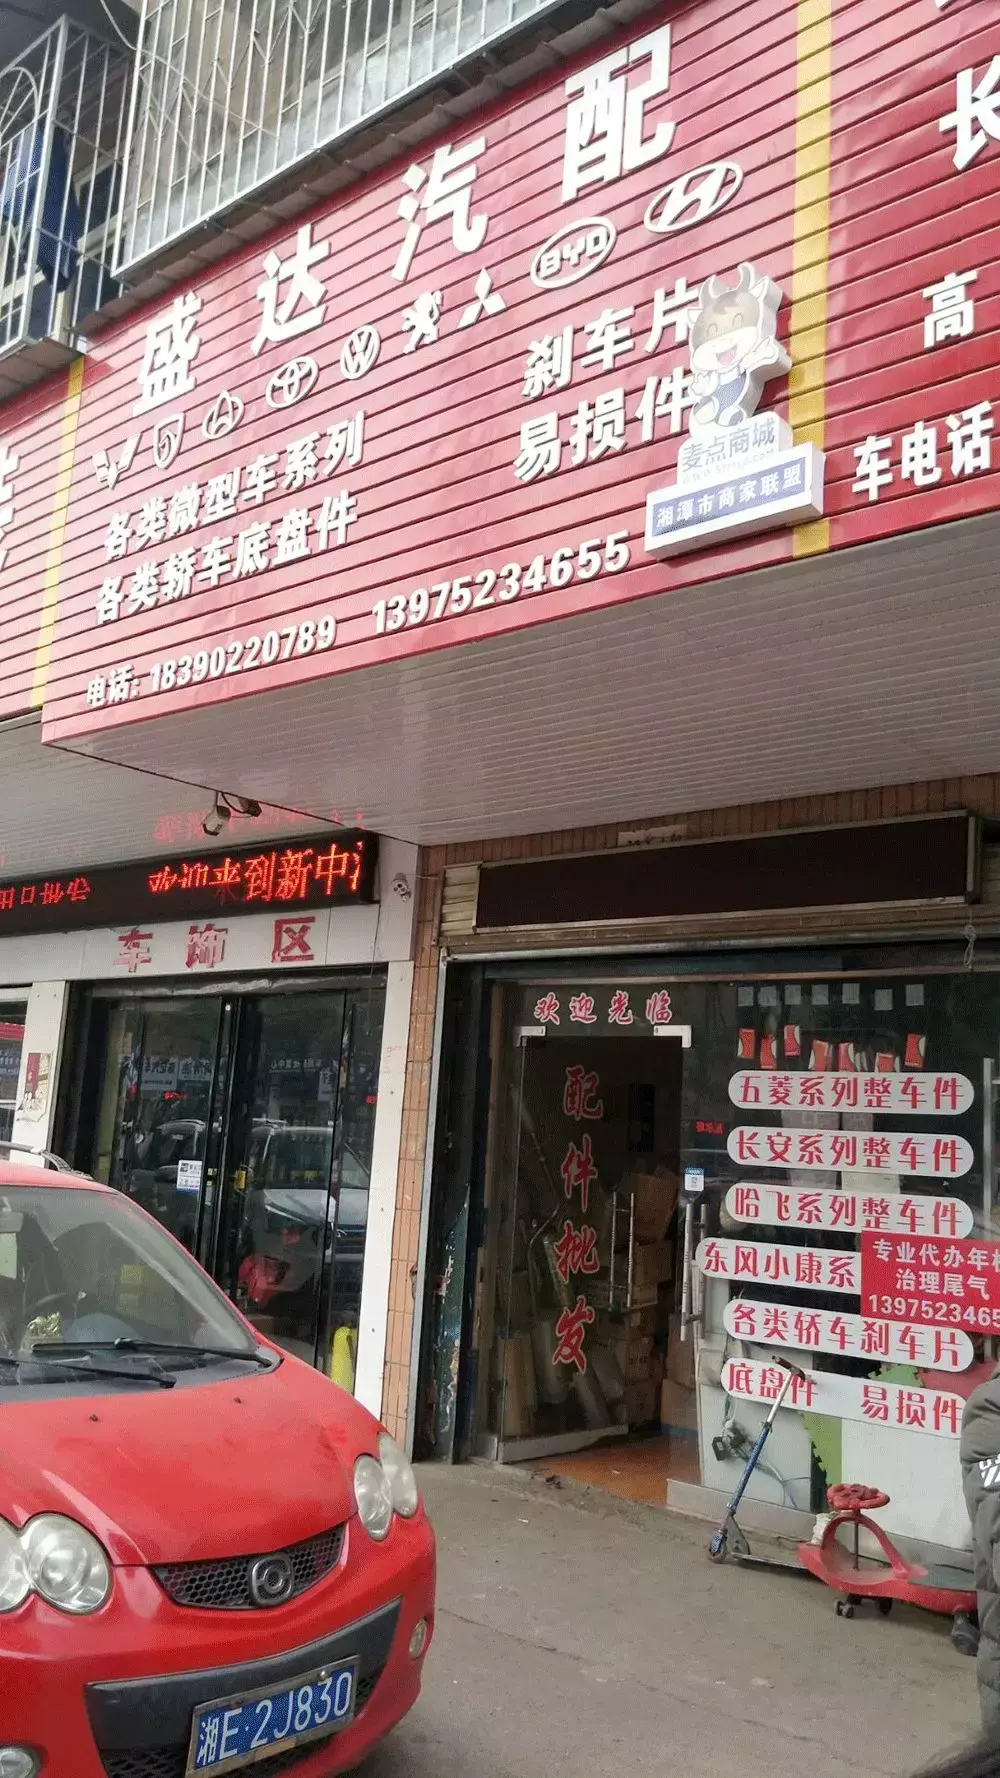 盛达汽配
BYD
各类微型车系列
刹车片
各类轿车底盘件
易损件
麦点商城
湘潭市商家联盟
电话: 18390220789 13975234655
长
高
车电话
欢迎来到新中
车饰区
欢迎光临
配件批发
五菱系列整车件
长安系列整车件
哈飞系列整车件
东风小康系
各类轿车刹车片
底盘件 易损件
专业代办年检
治理尾气
1397523465
湘E·2J830